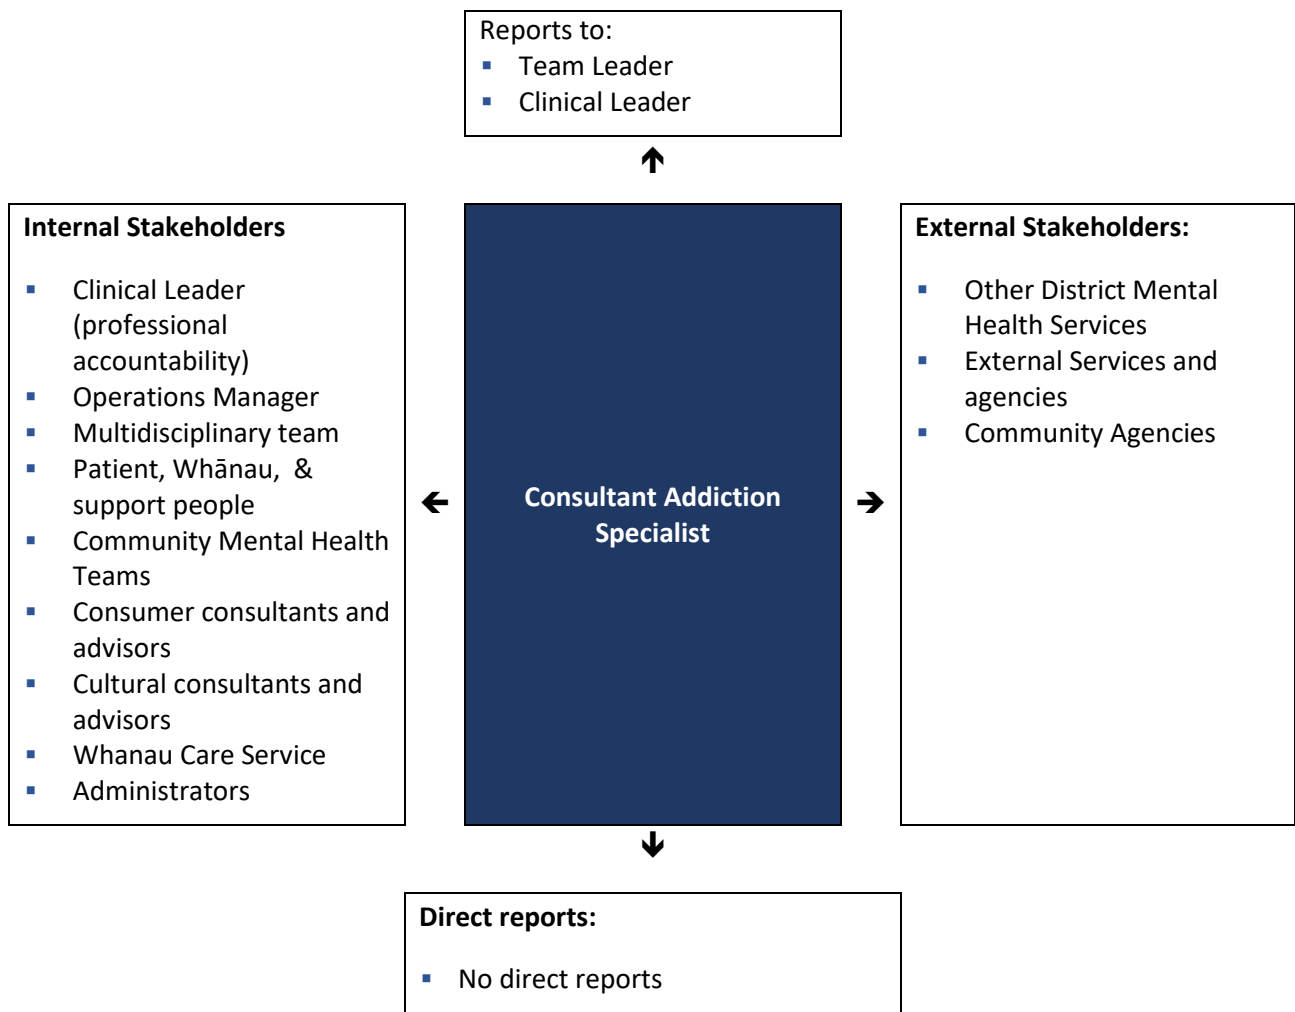 Reports to:
▪ Team Leader
▪ Clinical Leader
Internal Stakeholders
▪ Clinical Leader
(professional
accountability)
▪ Operations Manager
▪ Multidisciplinary team
▪ Patient, Whānau, &
support people
▪ Community Mental Health
Teams
▪ Consumer consultants and
advisors
▪ Cultural consultants and
advisors
▪ Whanau Care Service
▪ Administrators
Consultant Addiction
Specialist
External Stakeholders:
▪ Other District Mental
Health Services
▪ External Services and
agencies
▪ Community Agencies
Direct reports:
▪ No direct reports